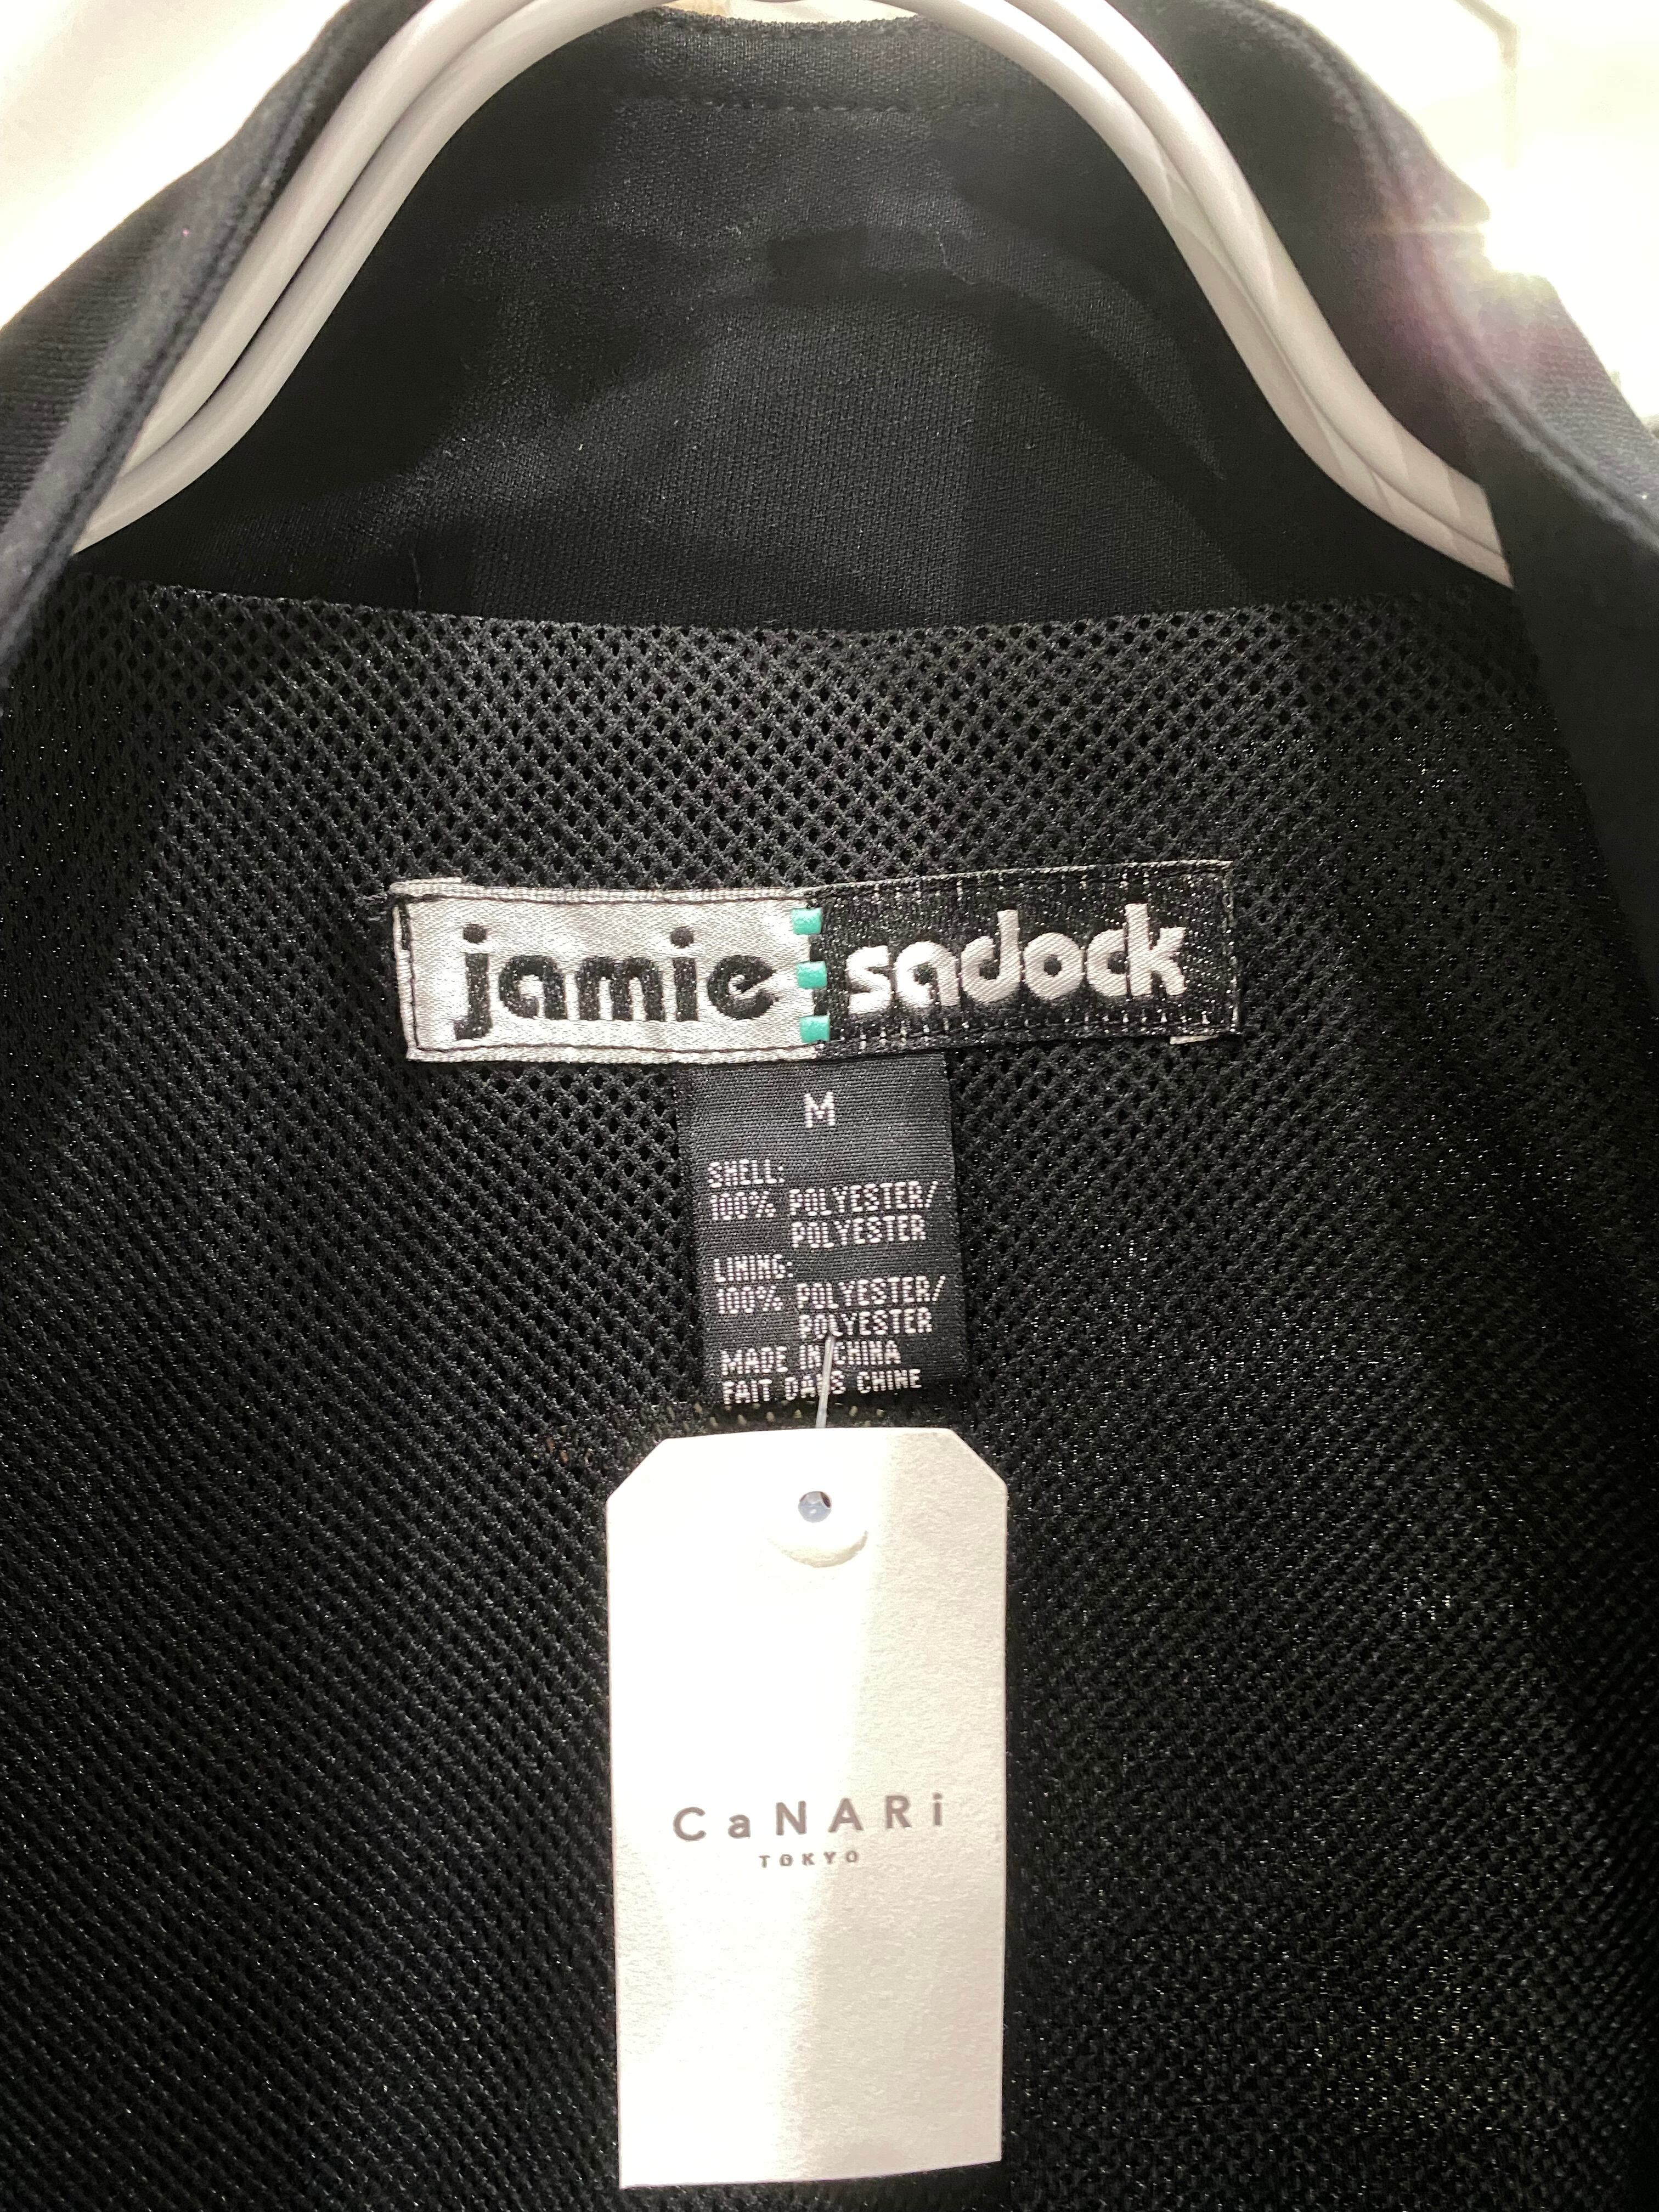 jamie sadock
M
SHELL:
100% POLYESTER/
POLYESTER
LINING:
100% POLYESTER/
POLYESTER
MADE IN CHINA
FAIT DANS CHINE
CaNARi
TOKYO